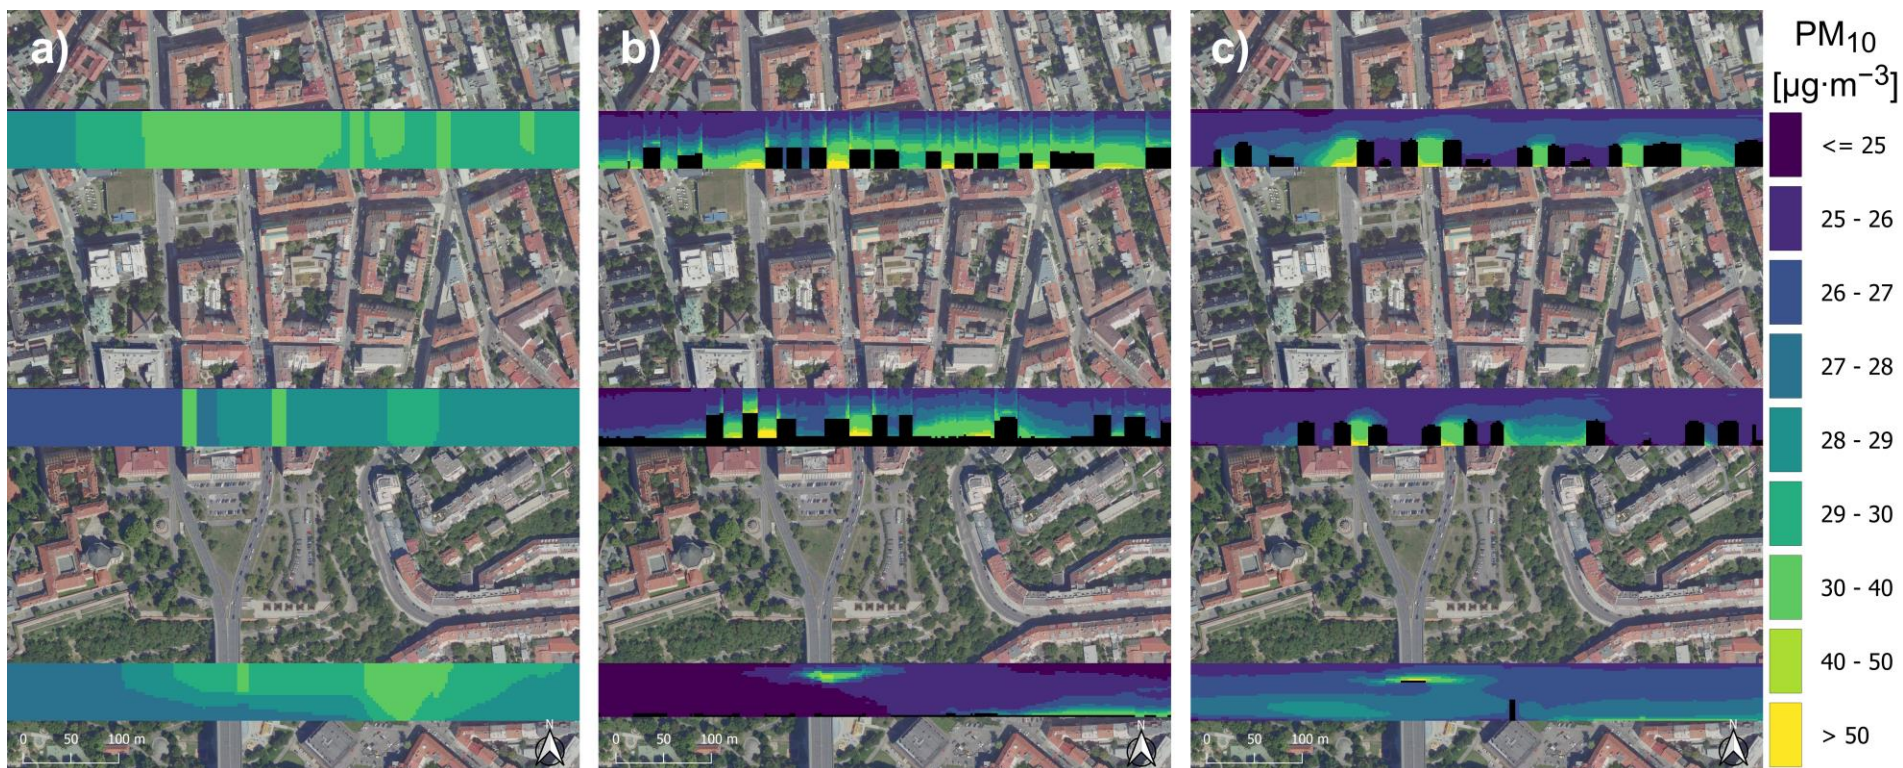 a)
b)
c)
PM₁₀
[µg·m⁻³]
<= 25
25 - 26
26 - 27
27 - 28
28 - 29
29 - 30
30 - 40
40 - 50
> 50
N
0 50 100 m
N
0 50 100 m
N
0 50 100 m